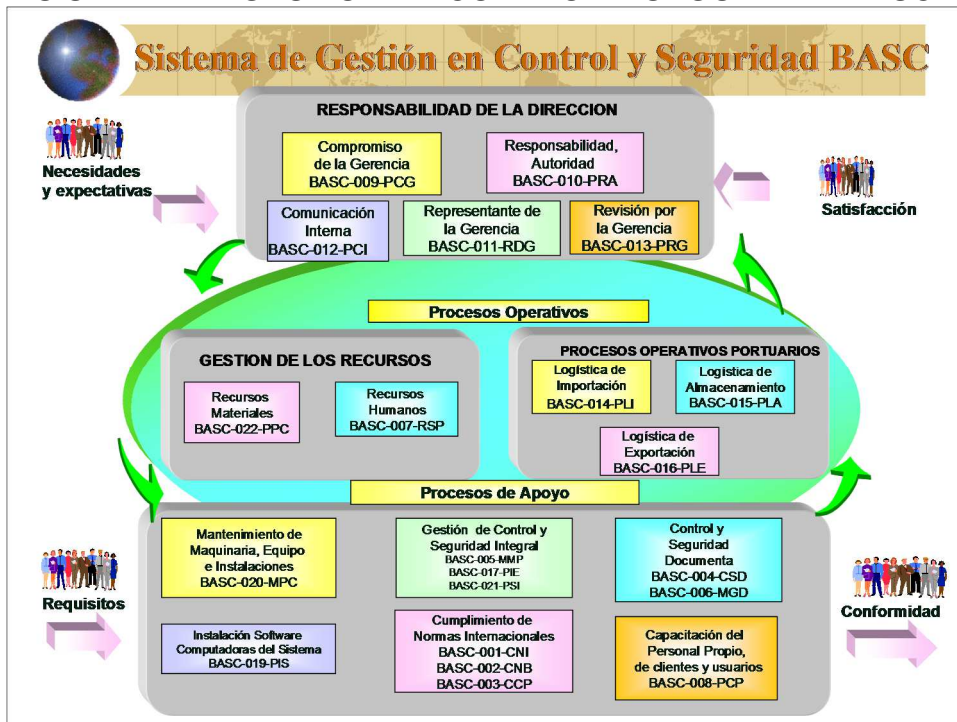 Sistema de Gestión en Control y Seguridad BASC
RESPONSABILIDAD DE LA DIRECCION
Compromiso
de la Gerencia
BASC-009-PCG
Responsabilidad,
Autoridad
BASC-010-PRA
Comunicación
Interna
BASC-012-PCI
Representante de
la Gerencia
BASC-011-RDG
Revisión por
la Gerencia
BASC-013-PRG
Necesidades
y expectativas
Satisfacción
Procesos Operativos
GESTION DE LOS RECURSOS
Recursos
Materiales
BASC-022-PPC
Recursos
Humanos
BASC-007-RSP
PROCESOS OPERATIVOS PORTUARIOS
Logística de
Importación
BASC-014-PLI
Logística de
Almacenamiento
BASC-015-PLA
Logística de
Exportación
BASC-016-PLE
Procesos de Apoyo
Mantenimiento de
Maquinaria, Equipo
e Instalaciones
BASC-020-MPC
Gestión de Control y
Seguridad Integral
BASC-005-MMP
BASC-017-PIE
BASC-021-PSI
Control y
Seguridad
Documenta
BASC-004-CSD
BASC-006-MGD
Instalación Software
Computadoras del Sistema
BASC-019-PIS
Cumplimiento de
Normas Internacionales
BASC-001-CNI
BASC-002-CNB
BASC-003-CCP
Capacitación del
Personal Propio,
de clientes y usuarios
BASC-008-PCP
Requisitos
Conformidad